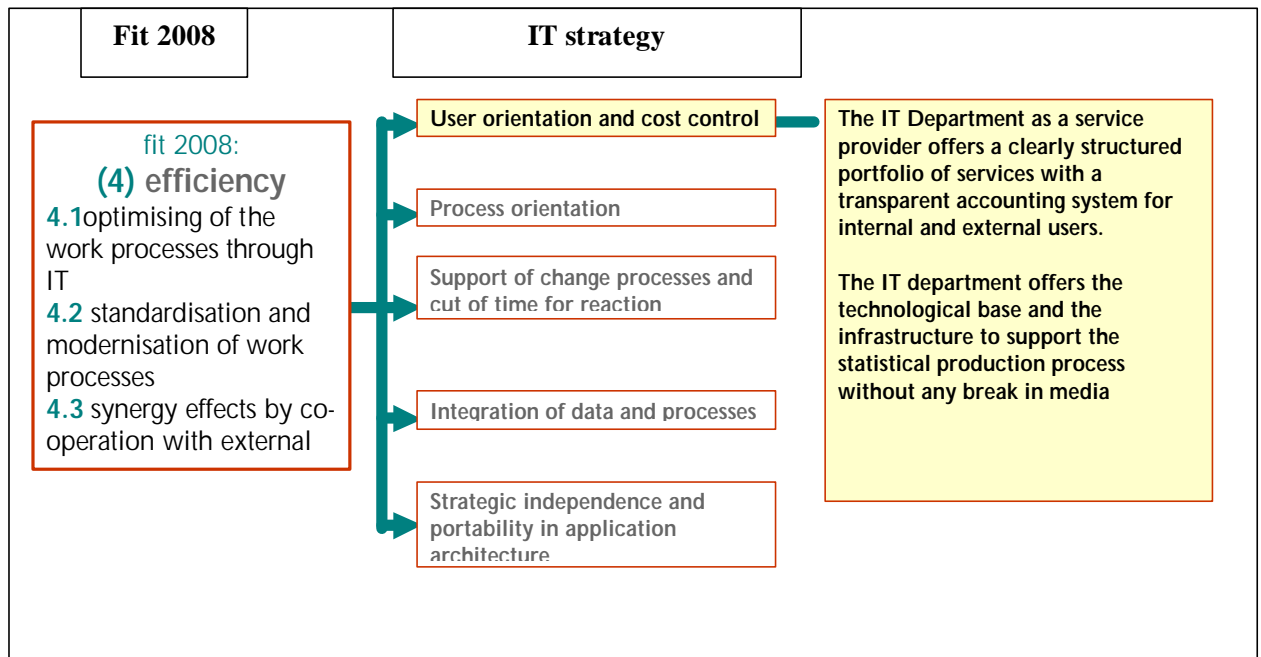 Fit 2008
IT strategy
fit 2008:
(4) efficiency
4.1optimising of the
work processes through
IT
4.2 standardisation and
modernisation of work
processes
4.3 synergy effects by co-
operation with external
User orientation and cost control
Process orientation
Support of change processes and
cut of time for reaction
Integration of data and processes
Strategic independence and
portability in application
architecture
The IT Department as a service
provider offers a clearly structured
portfolio of services with a
transparent accounting system for
internal and external users.
The IT department offers the
technological base and the
infrastructure to support the
statistical production process
without any break in media